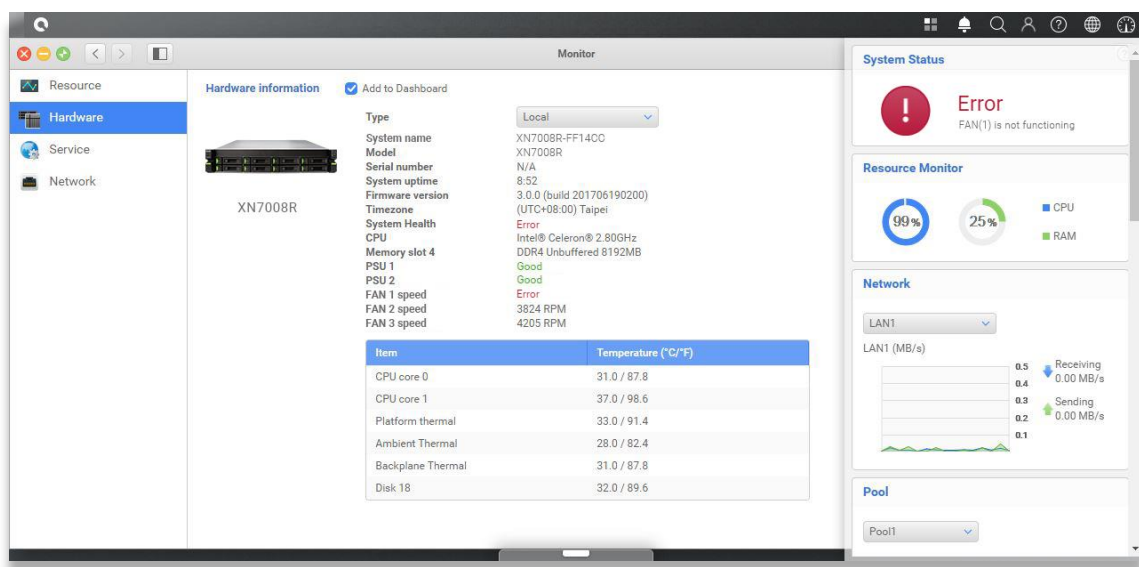 Monitor
Resource
Hardware
Service
Network
Hardware information
Add to Dashboard
XN7008R
Type Local
System name XN7008R-FF14CC
Model XN7008R
Serial number N/A
System uptime 8:52
Firmware version 3.0.0 (build 201706190200)
Timezone (UTC+08:00) Taipei
System Health Error
CPU Intel® Celeron® 2.80GHz
Memory slot 4 DDR4 Unbuffered 8192MB
PSU 1 Good
PSU 2 Good
FAN 1 speed Error
FAN 2 speed 3824 RPM
FAN 3 speed 4205 RPM
Item Temperature (°C/°F)
CPU core 0 31.0 / 87.8
CPU core 1 37.0 / 98.6
Platform thermal 33.0 / 91.4
Ambient Thermal 28.0 / 82.4
Backplane Thermal 31.0 / 87.8
Disk 18 32.0 / 89.6
System Status
Error
FAN(1) is not functioning
Resource Monitor
99%
25%
CPU
RAM
Network
LAN1
LAN1 (MB/s)
0.5
0.4
0.3
0.2
0.1
Receiving
0.00 MB/s
Sending
0.00 MB/s
Pool
Pool1